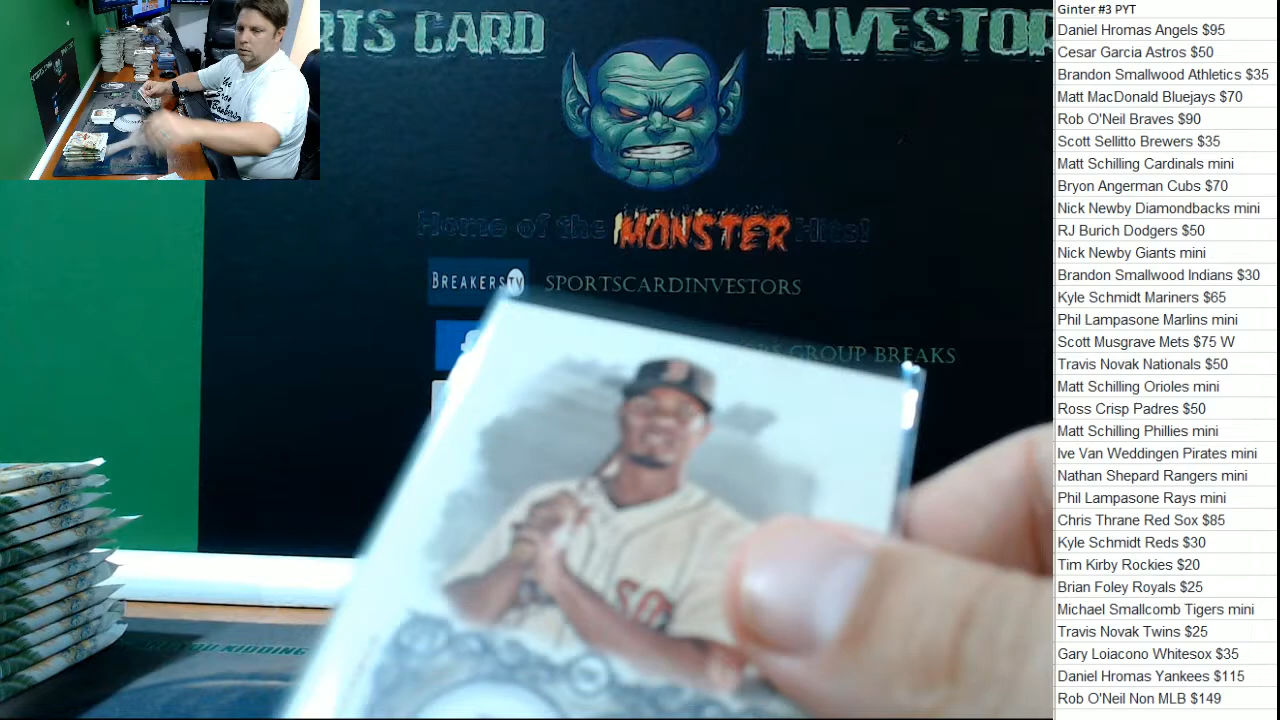 RTS CARD
INVESTO
Home of the MONSTER Hits!
BREAKERSTV
SPORTSCARDINVESTORS
GROUP BREAKS
Ginter #3 PYT
Daniel Hromas Angels $95
Cesar Garcia Astros $50
Brandon Smallwood Athletics $35
Matt MacDonald Bluejays $70
Rob O'Neil Braves $90
Scott Sellitto Brewers $35
Matt Schilling Cardinals mini
Bryon Angerman Cubs $70
Nick Newby Diamondbacks mini
RJ Burich Dodgers $50
Nick Newby Giants mini
Brandon Smallwood Indians $30
Kyle Schmidt Mariners $65
Phil Lampasone Marlins mini
Scott Musgrave Mets $75 W
Travis Novak Nationals $50
Matt Schilling Orioles mini
Ross Crisp Padres $50
Matt Schilling Phillies mini
Ive Van Weddingen Pirates mini
Nathan Shepard Rangers mini
Phil Lampasone Rays mini
Chris Thrane Red Sox $85
Kyle Schmidt Reds $30
Tim Kirby Rockies $20
Brian Foley Royals $25
Michael Smallcomb Tigers mini
Travis Novak Twins $25
Gary Loiacono Whitesox $35
Daniel Hromas Yankees $115
Rob O'Neil Non MLB $149